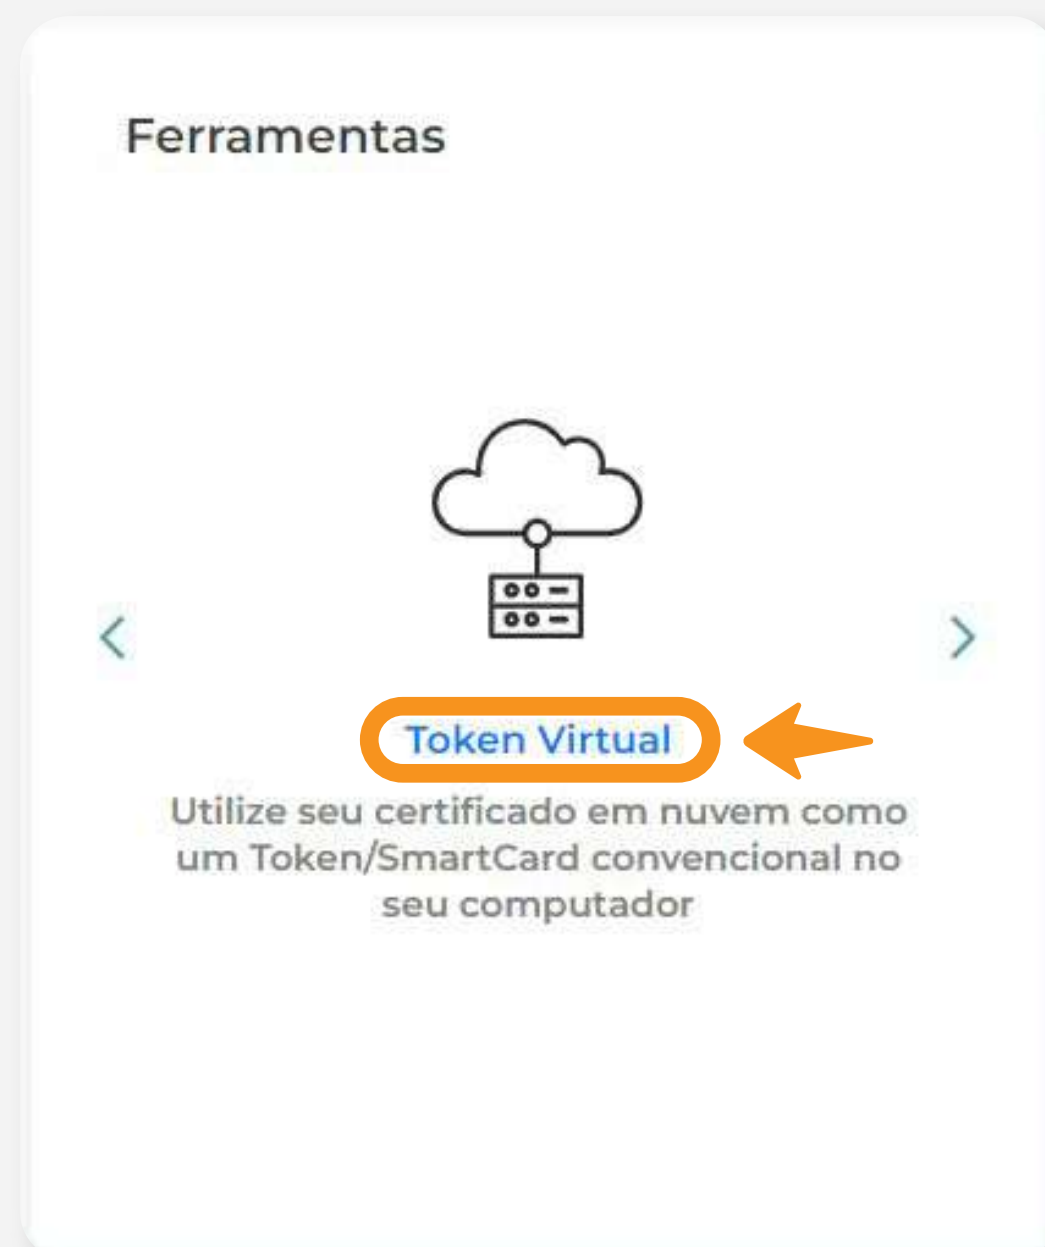 Ferramentas
Token Virtual
Utilize seu certificado em nuvem como
um Token/SmartCard convencional no
seu computador